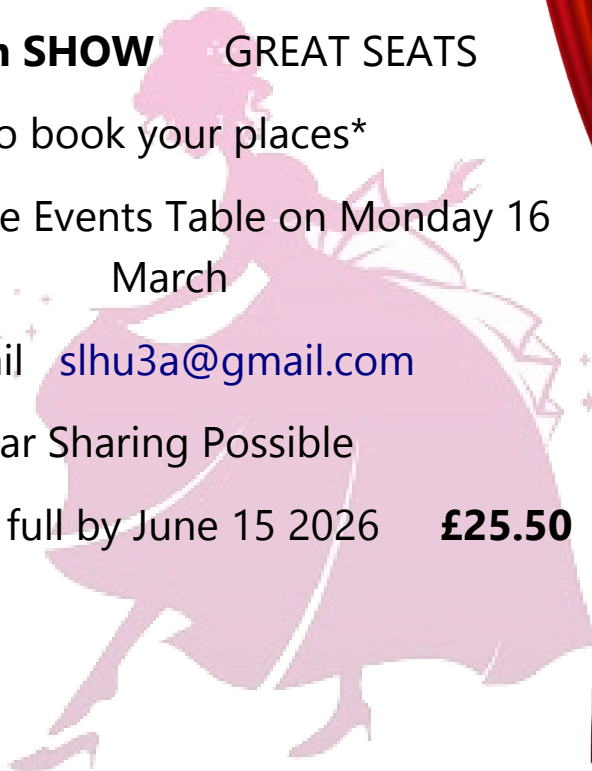 n SHOW GREAT SEATS
o book your places*
e Events Table on Monday 16
March
il slhu3a@gmail.com
ar Sharing Possible
full by June 15 2026 £25.50